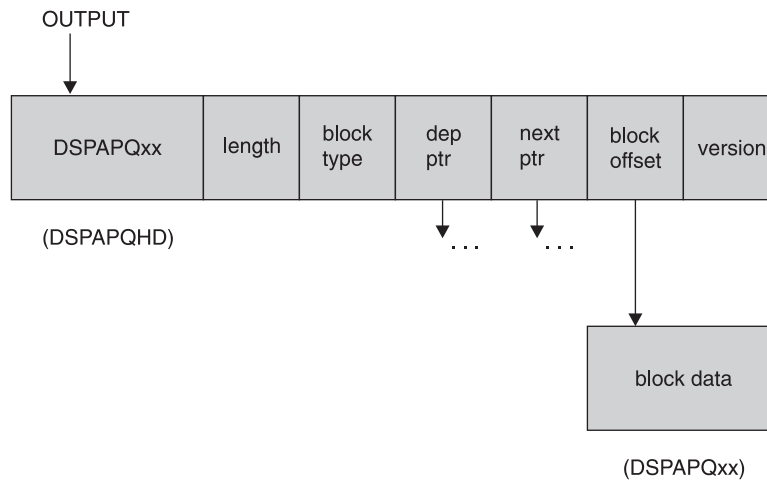 OUTPUT
DSPAPQxx
length
block
type
dep
ptr
next
ptr
block
offset
version
(DSPAPQHD)
...
...
block data
(DSPAPQxx)